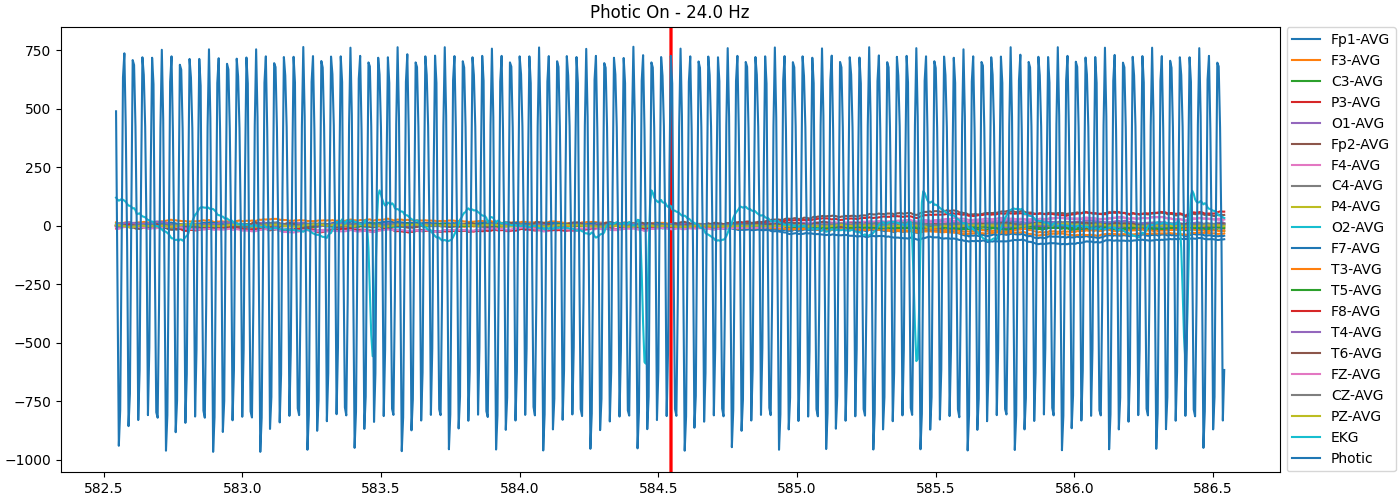 Photic On - 24.0 Hz
750
500
250
0
−250
−500
−750
−1000
582.5
583.0
583.5
584.0
584.5
585.0
585.5
586.0
586.5
Fp1-AVG
F3-AVG
C3-AVG
P3-AVG
O1-AVG
Fp2-AVG
F4-AVG
C4-AVG
P4-AVG
O2-AVG
F7-AVG
T3-AVG
T5-AVG
F8-AVG
T4-AVG
T6-AVG
FZ-AVG
CZ-AVG
PZ-AVG
EKG
Photic